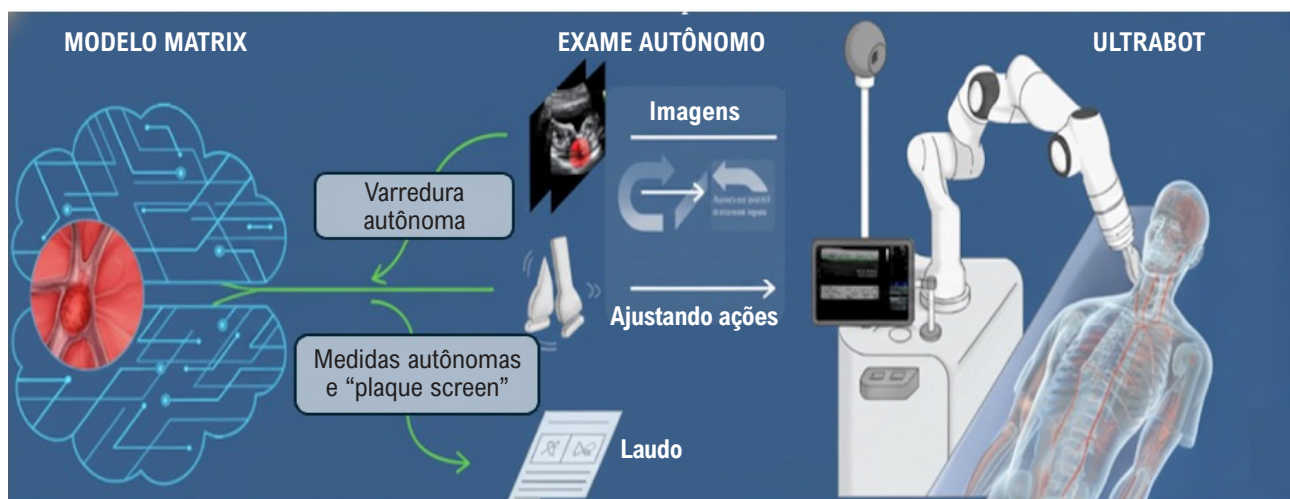 MODELO MATRIX
EXAME AUTÔNOMO
ULTRABOT
Imagens
Varredura
autônoma
Ajustando ações
Medidas autônomas
e “plaque screen”
Laudo